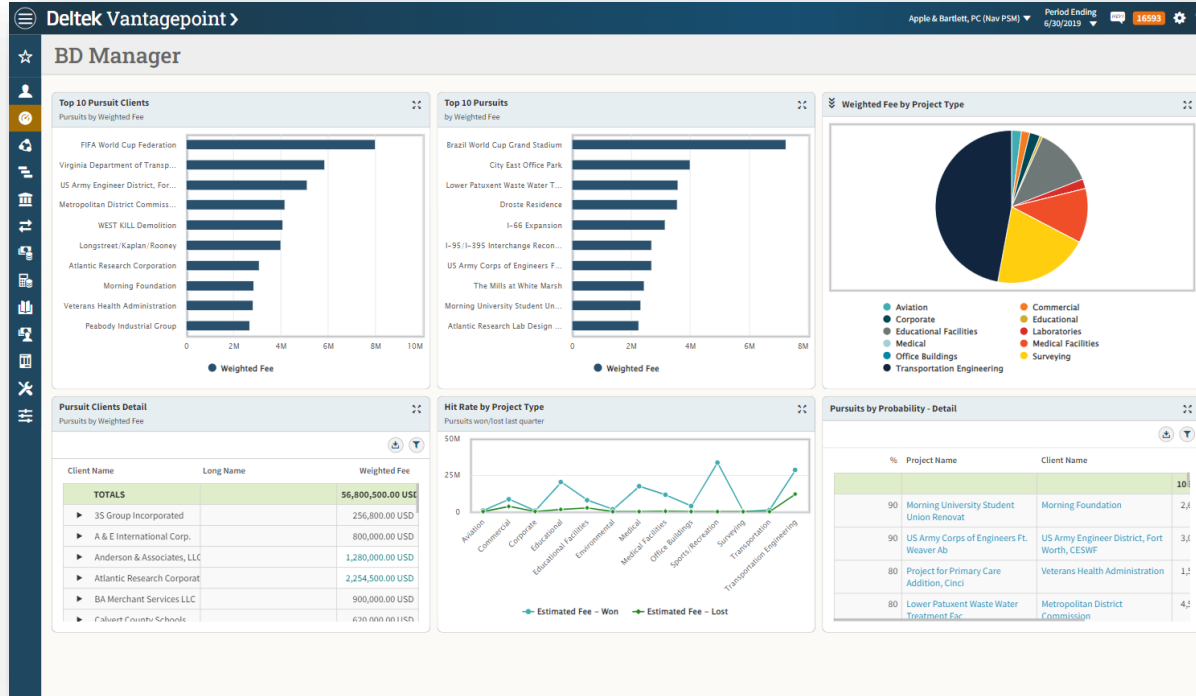 Deltek Vantagepoint
Apple & Bartlett, PC (Nav PSM)
Period Ending
6/30/2019
16593
BD Manager
Top 10 Pursuit Clients
Pursuits by Weighted Fee
FIFA World Cup Federation
Virginia Department of Transp...
US Army Engineer District, For...
Metropolitan District Commiss...
WEST KILL Demolition
Longstreet/Kaplan/Rooney
Atlantic Research Corporation
Morning Foundation
Veterans Health Administration
Peabody Industrial Group
0 2M 4M 6M 8M 10M
Weighted Fee
Top 10 Pursuits
by Weighted Fee
Brazil World Cup Grand Stadium
City East Office Park
Lower Patuxent Waste Water T...
Droste Residence
I-66 Expansion
I-95/I-395 Interchange Recon...
US Army Corps of Engineers F...
The Mills at White Marsh
Morning University Student Un...
Atlantic Research Lab Design ...
0 2M 4M 6M 8M
Weighted Fee
Weighted Fee by Project Type
Aviation Commercial
Corporate Educational
Educational Facilities Laboratories
Medical Medical Facilities
Office Buildings Surveying
Transportation Engineering
Pursuit Clients Detail
Pursuits by Weighted Fee
Client Name Long Name Weighted Fee
TOTALS 56,800,500.00 USD
3S Group Incorporated 256,800.00 USD
A & E International Corp. 800,000.00 USD
Anderson & Associates, LLC 1,280,000.00 USD
Atlantic Research Corporat 2,254,500.00 USD
BA Merchant Services LLC 900,000.00 USD
Calvert County Schools 620,000.00 USD
Hit Rate by Project Type
Pursuits won/lost last quarter
50M
25M
0
Aviation
Commercial
Corporate
Educational
Educational Facilities
Environmental
Medical
Medical Facilities
Office Buildings
Sports/Recreation
Surveying
Transportation
Transportation Engineering
Estimated Fee – Won Estimated Fee – Lost
Pursuits by Probability - Detail
% Project Name Client Name
10
90 Morning University Student Morning Foundation
Union Renovat
90 US Army Corps of Engineers Ft. US Army Engineer District, Fort
Weaver Ab Worth, CESWF
80 Project for Primary Care Veterans Health Administration
Addition, Cinci
80 Lower Patuxent Waste Water Metropolitan District
Treatment Fac Commission